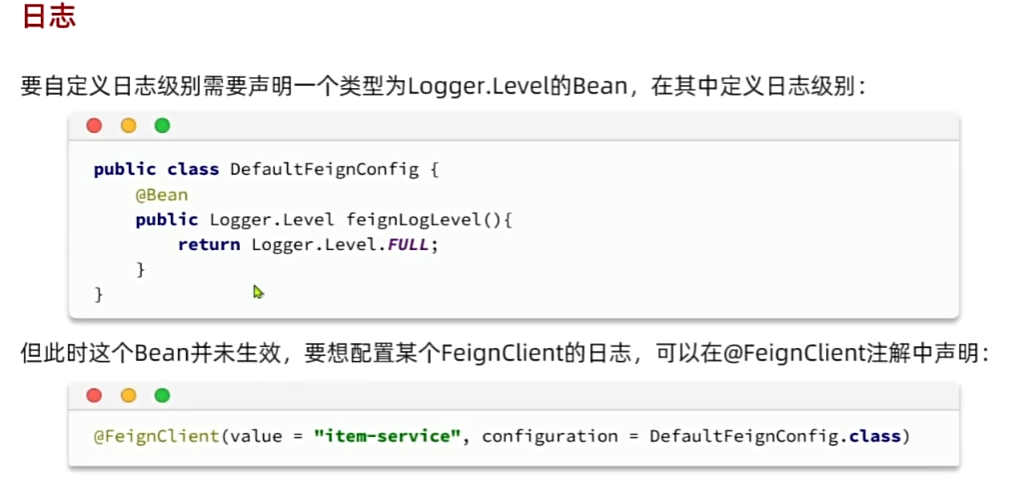 日志
要自定义日志级别需要声明一个类型为Logger.Level的Bean，在其中定义日志级别：
public class DefaultFeignConfig {
    @Bean
    public Logger.Level feignLogLevel(){
        return Logger.Level.FULL;
    }
}
但此时这个Bean并未生效，要想配置某个FeignClient的日志，可以在@FeignClient注解中声明：
@FeignClient(value = "item-service", configuration = DefaultFeignConfig.class)